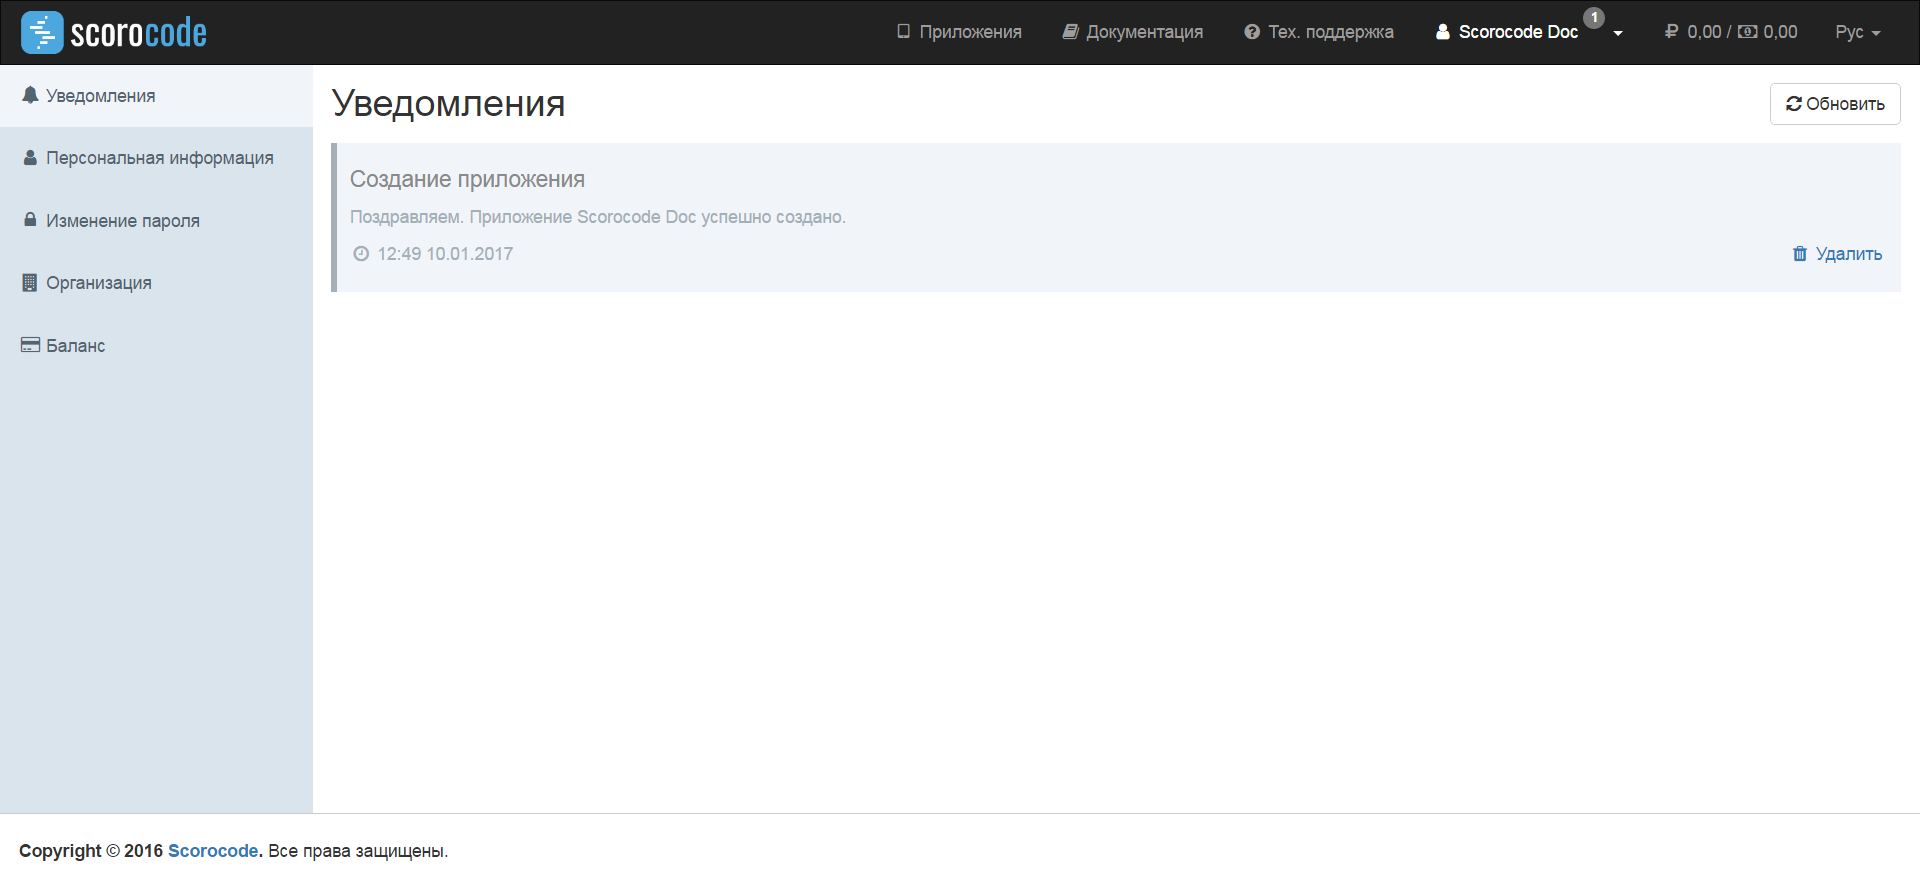 scorocode
Приложения
Документация
Тех. поддержка
Scorocode Doc
1
0,00 / 0,00
Рус
Уведомления
Персональная информация
Изменение пароля
Организация
Баланс
Уведомления
Обновить
Создание приложения
Поздравляем. Приложение Scorocode Doc успешно создано.
12:49 10.01.2017
Удалить
Copyright © 2016 Scorocode. Все права защищены.